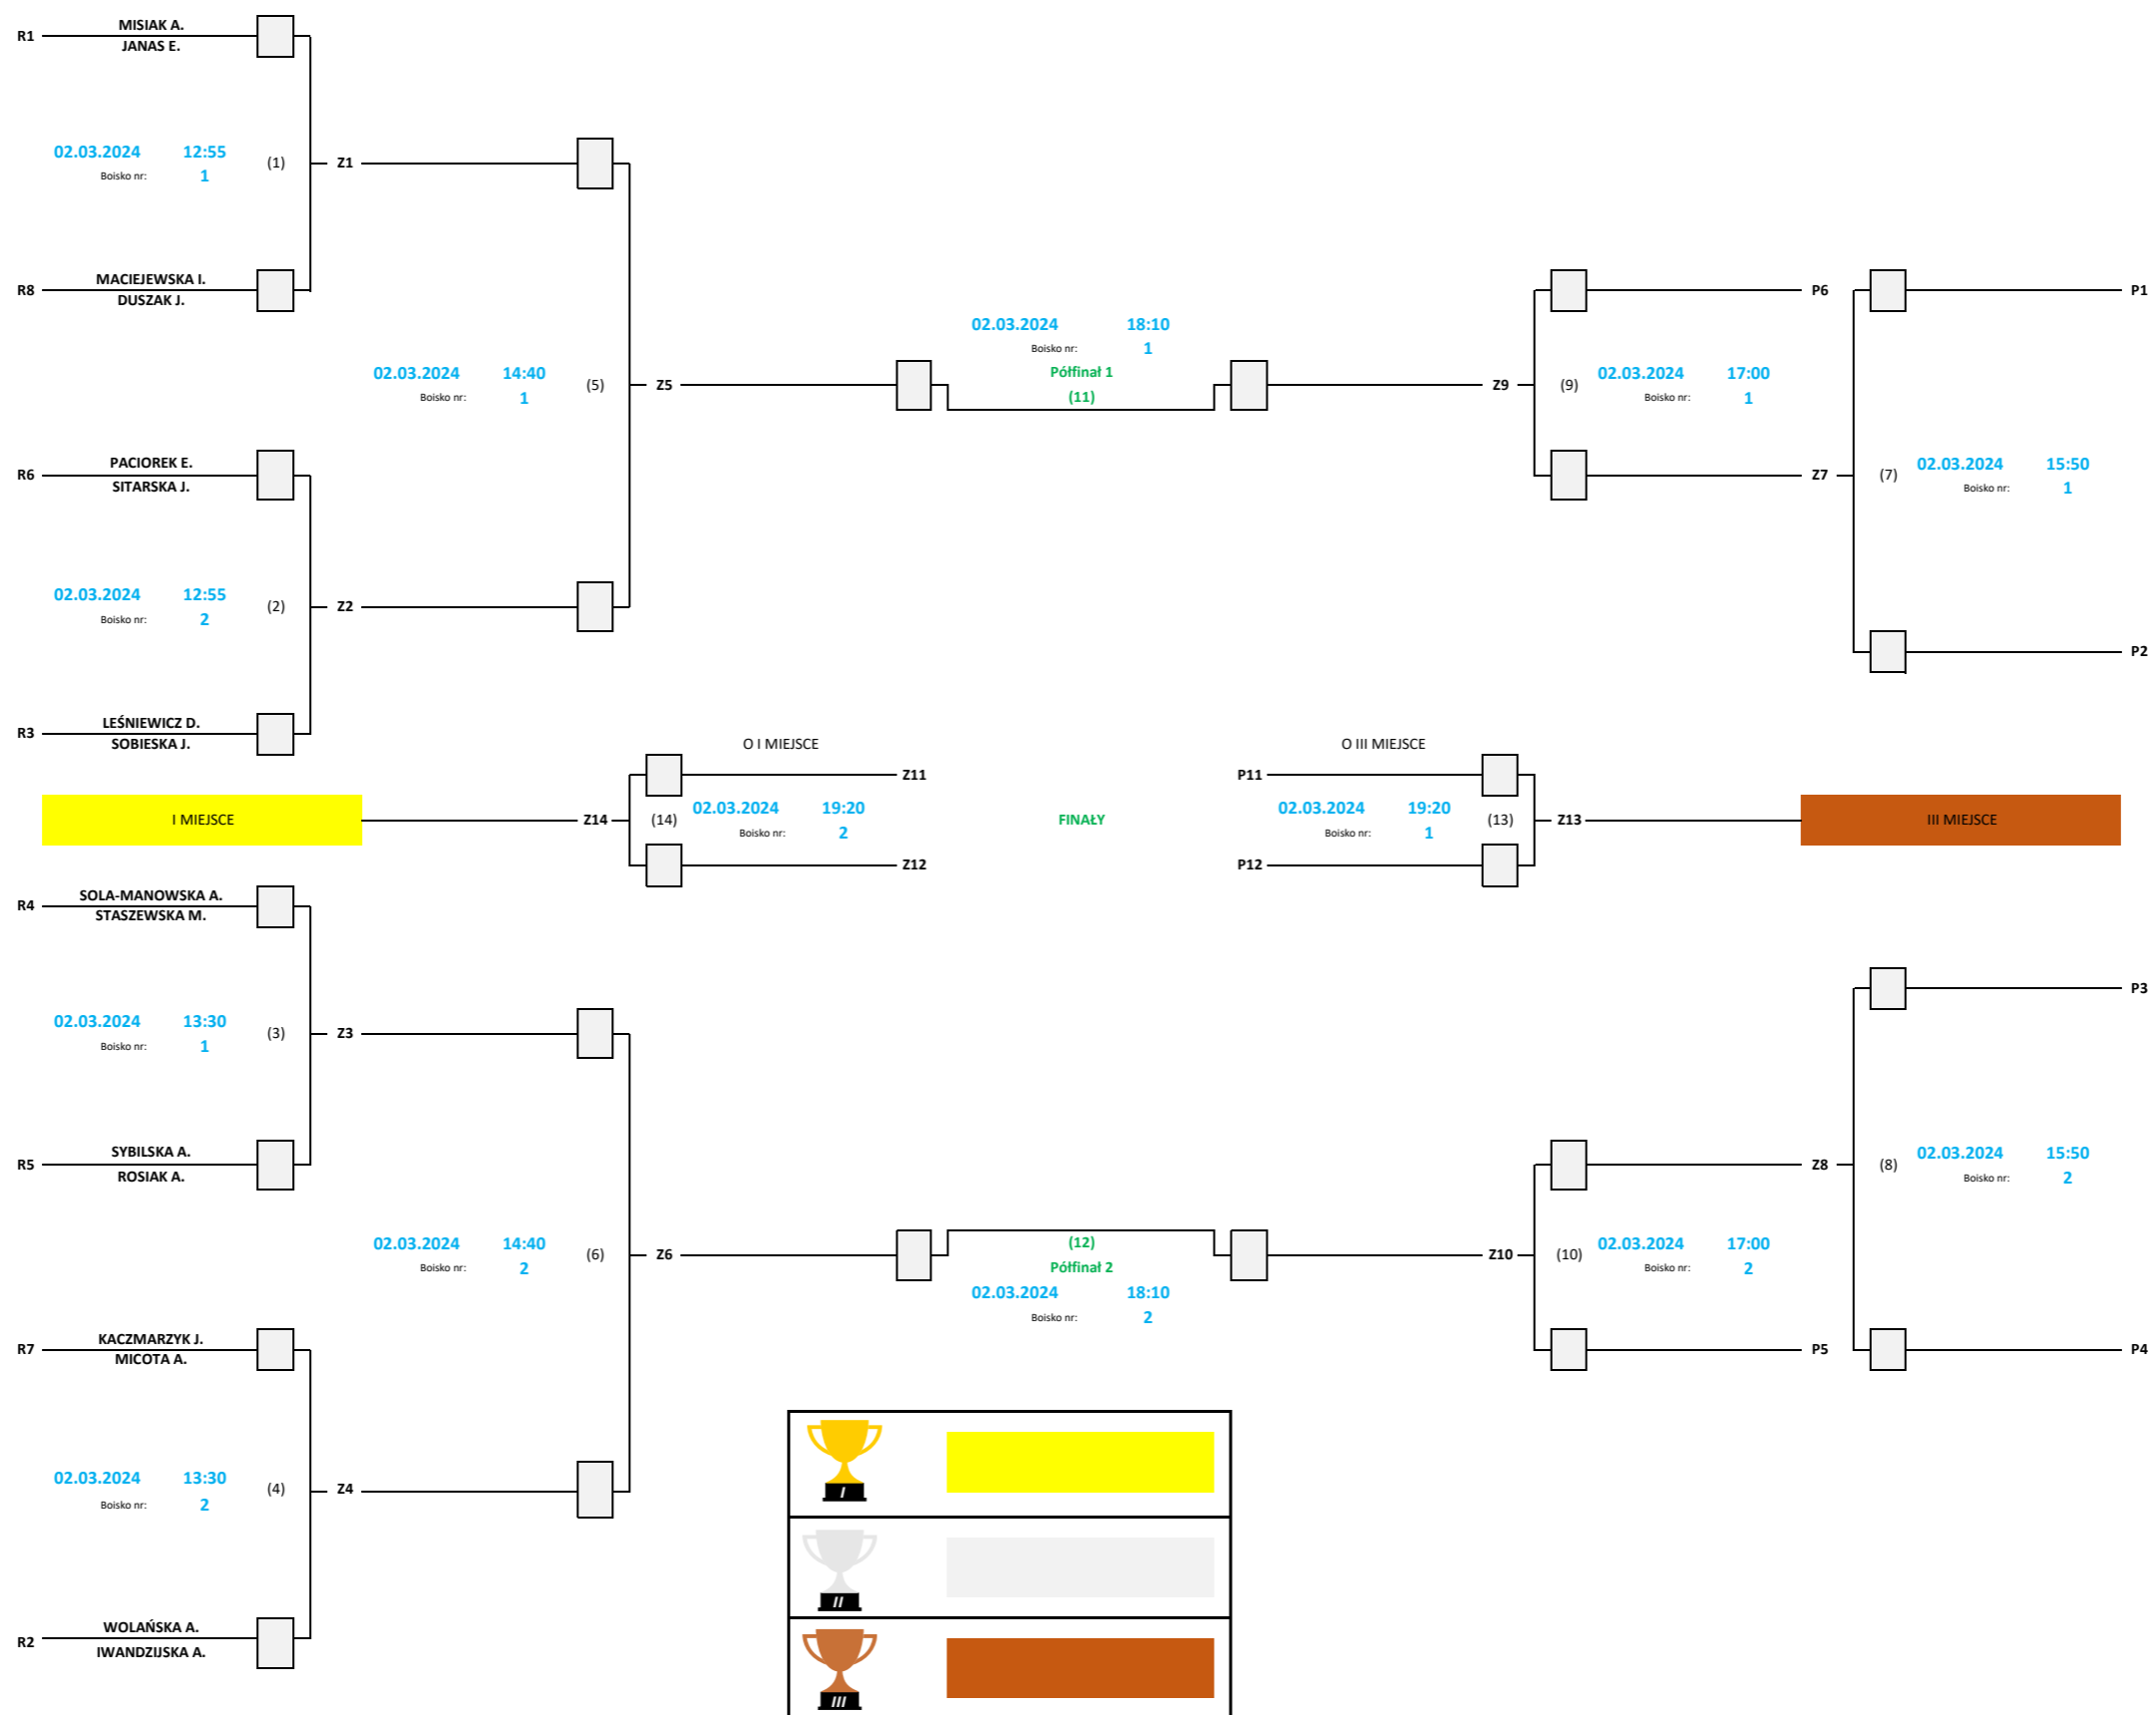 MISIAK A.
R1
JANAS E.
02.03.2024 12:55
(1) Z1
Boisko nr: 1
MACIEJEWSKA I.
R8
DUSZAK J.
P6 P1
02.03.2024 18:10
Boisko nr: 1
Półfinał 1
(11)
02.03.2024 14:40
(5) Z5
Boisko nr: 1
Z9 (9) 02.03.2024 17:00
Boisko nr: 1
PACIOREK E.
R6
SITARSKA J.
Z7 (7) 02.03.2024 15:50
Boisko nr: 1
02.03.2024 12:55
(2) Z2
Boisko nr: 2
P2
LEŚNIEWICZ D.
R3
SOBIESKA J.
O I MIEJSCE
O III MIEJSCE
Z11
P11
I MIEJSCE
Z14 (14) 02.03.2024 19:20
Boisko nr: 2
FINAŁY
02.03.2024 19:20 (13) Z13
Boisko nr: 1
III MIEJSCE
Z12
P12
SOLA-MANOWSKA A.
R4
STASZEWSKA M.
P3
02.03.2024 13:30
(3) Z3
Boisko nr: 1
SYBILSKA A.
R5
ROSIAK A.
Z8 (8) 02.03.2024 15:50
Boisko nr: 2
02.03.2024 14:40
(6) Z6
Boisko nr: 2
(12)
Półfinał 2
02.03.2024 18:10
Boisko nr: 2
Z10 (10) 02.03.2024 17:00
Boisko nr: 2
KACZMARZYK J.
R7
MICOTA A.
P5 P4
02.03.2024 13:30
(4) Z4
Boisko nr: 2
I
II
WOLAŃSKA A.
R2
IWANDZIJSKA A.
III